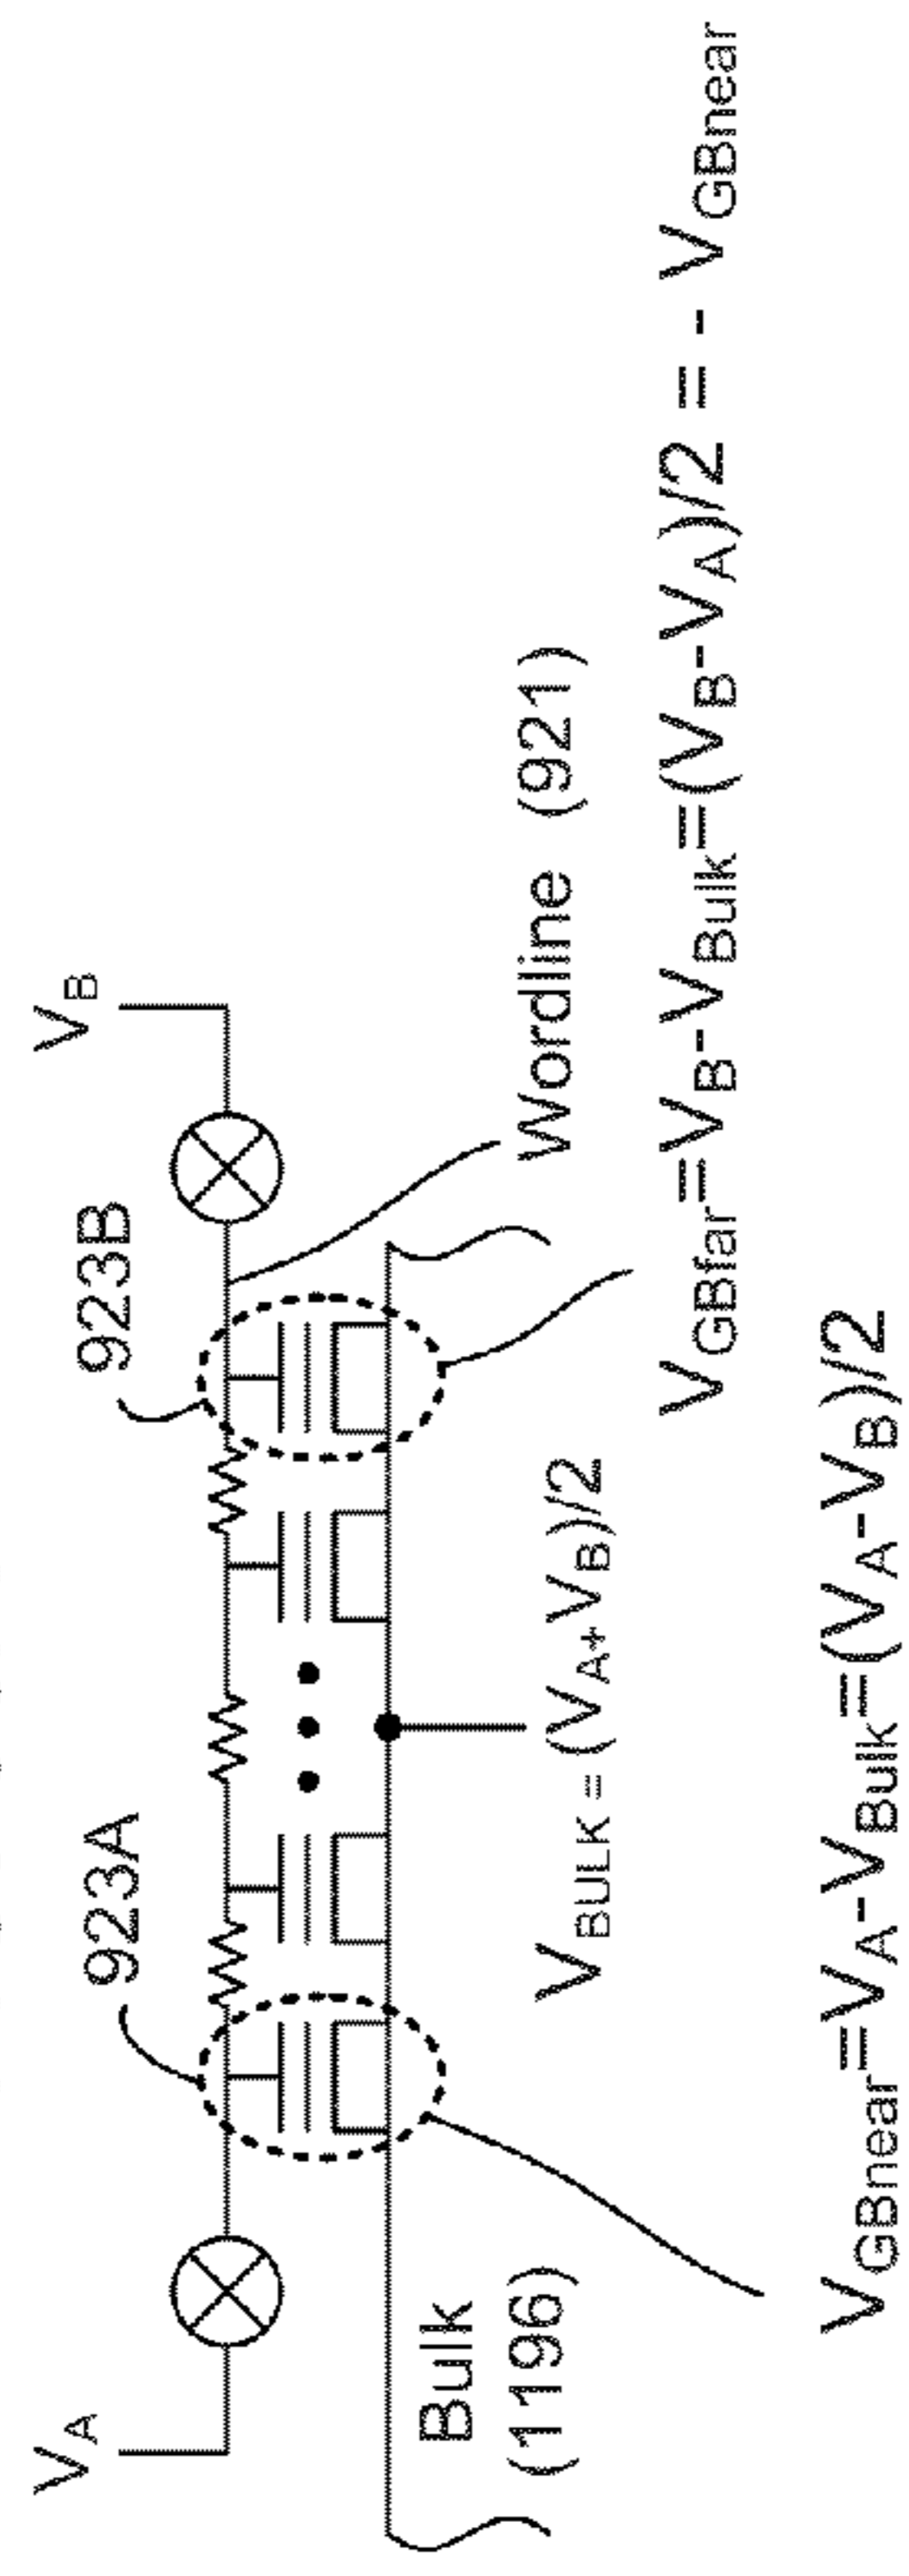 V_A
V_B
923A
923B
Bulk
(1196)
V_BULK = (V_A+V_B)/2
Wordline (921)
V_GBfar=V_B-V_Bulk=(V_B-V_A)/2 = - V_GBnear
V_GBnear=V_A-V_Bulk=(V_A-V_B)/2